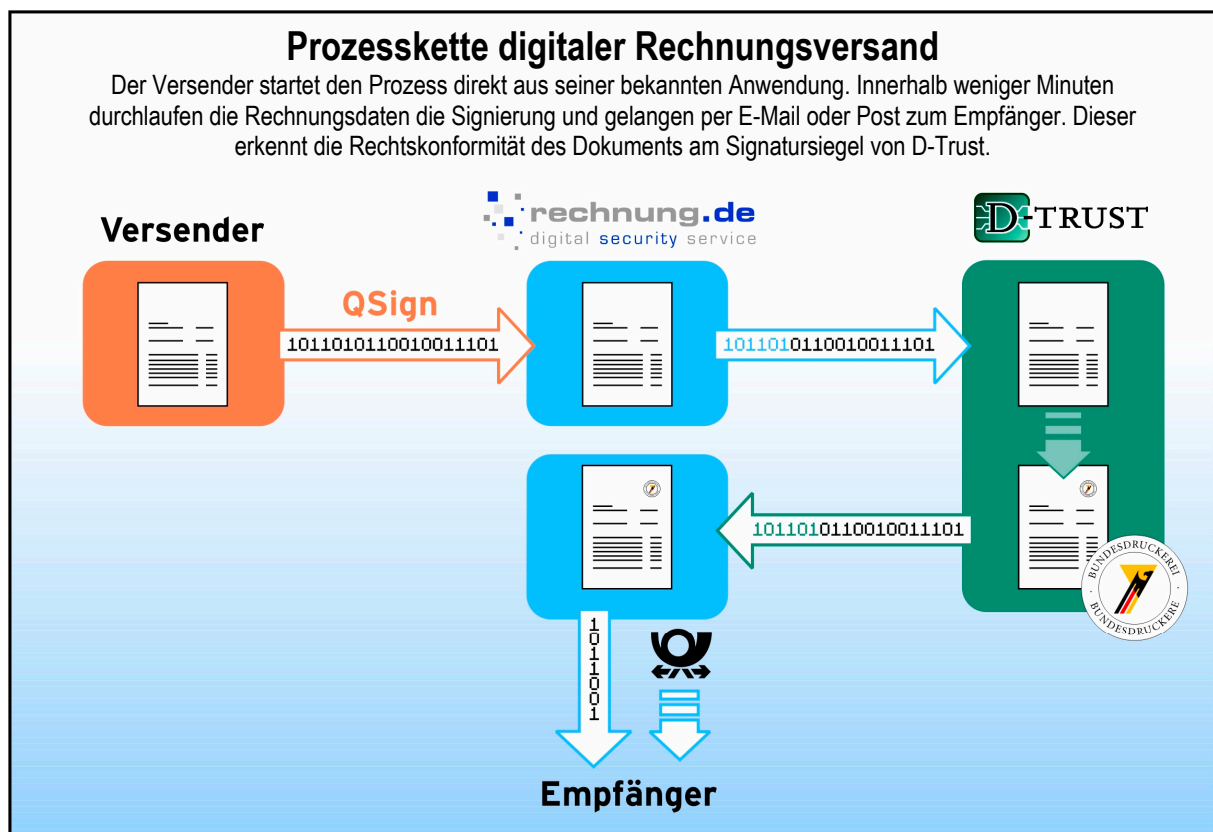 Prozesskette digitaler Rechnungsversand
Der Versender startet den Prozess direkt aus seiner bekannten Anwendung. Innerhalb weniger Minuten
durchlaufen die Rechnungsdaten die Signierung und gelangen per E-Mail oder Post zum Empfänger. Dieser
erkennt die Rechtskonformität des Dokuments am Signatursiegel von D-Trust.
Versender
rechnung.de
digital security service
D-TRUST
QSign
1011010110010011101
1011010110010011101
1011010110010011101
BUNDESDRUCKEREI
BUNDESDRUCKERE
1011001
Empfänger